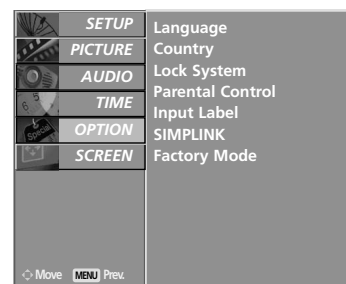 SETUP
PICTURE
AUDIO
TIME
OPTION
SCREEN
Language
Country
Lock System
Parental Control
Input Label
SIMPLINK
Factory Mode
Special
Move MENU Prev.